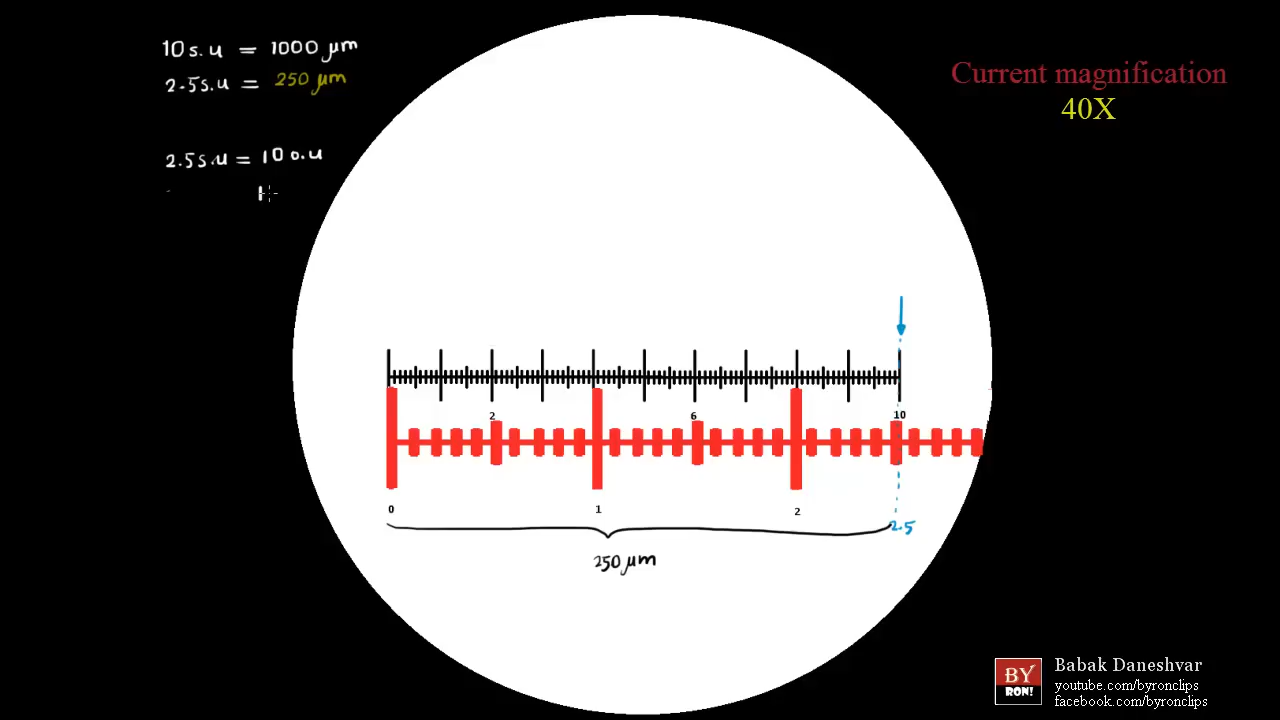 10 s.u = 1000 µm
2.5 s.u = 250 µm
2.5 s.u = 10 o.u
Current magnification
40X
2 6 10
0 1 2
2.5
250 µm
BY
RON!
Babak Daneshvar
youtube.com/byronclips
facebook.com/byronclips